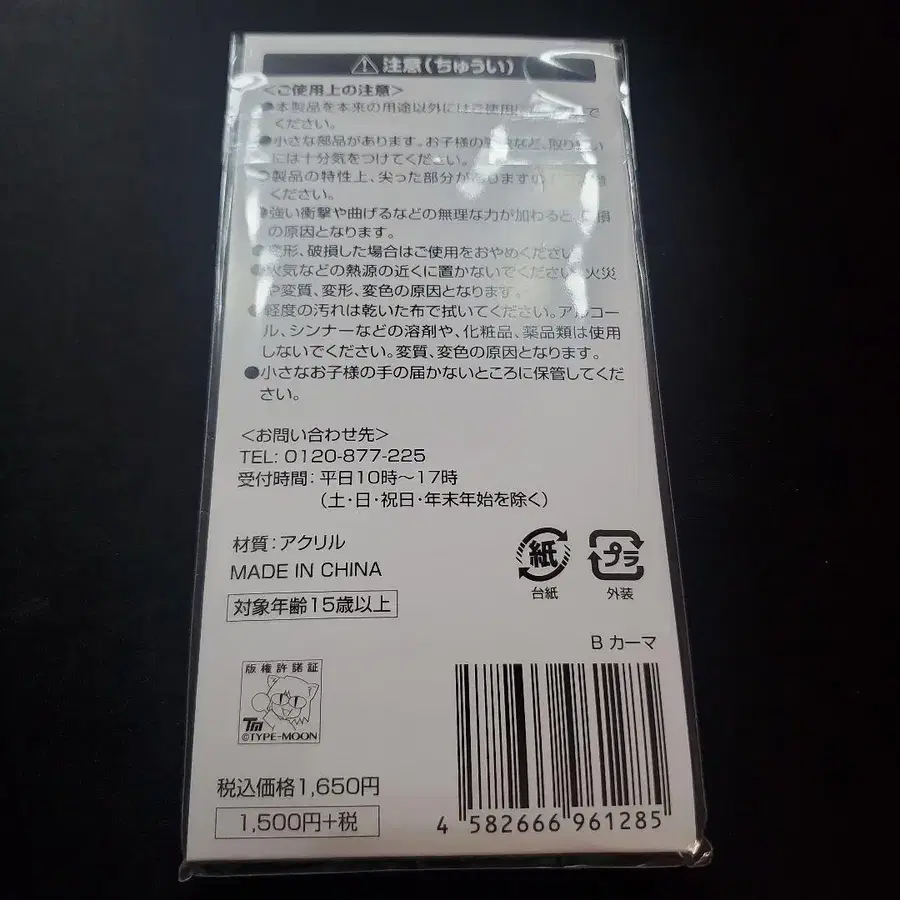 ⚠注意(ちゅうい)
<ご使用上の注意>
●本製品を本来の用途以外にはご使用 で
ください。
●小さな部品があります。お子様の など、取り い
には十分気をつけてください。
●製品の特性上、尖った部分がありますの
ください。
●強い衝撃や曲げるなどの無理な力が加わると、 損
の原因となります。
●変形、破損した場合はご使用をおやめください。
●火気などの熱源の近くに置かないでください。火災
や変質、変形、変色の原因となります。
●軽度の汚れは乾いた布で拭いてください。アルコー
ル、シンナーなどの溶剤や、化粧品、薬品類は使用
しないでください。変質、変色の原因となります。
●小さなお子様の手の届かないところに保管してくだ
さい。
<お問い合わせ先>
TEL: 0120-877-225
受付時間:平日10時〜17時
(土・日・祝日・年末年始を除く)
材質:アクリル
MADE IN CHINA
対象年齢15歳以上
紙
台紙
プラ
外装
B カーマ
版権許諾証
TM
©TYPE-MOON
税込価格1,650円
1,500円+税
4 582666 961285